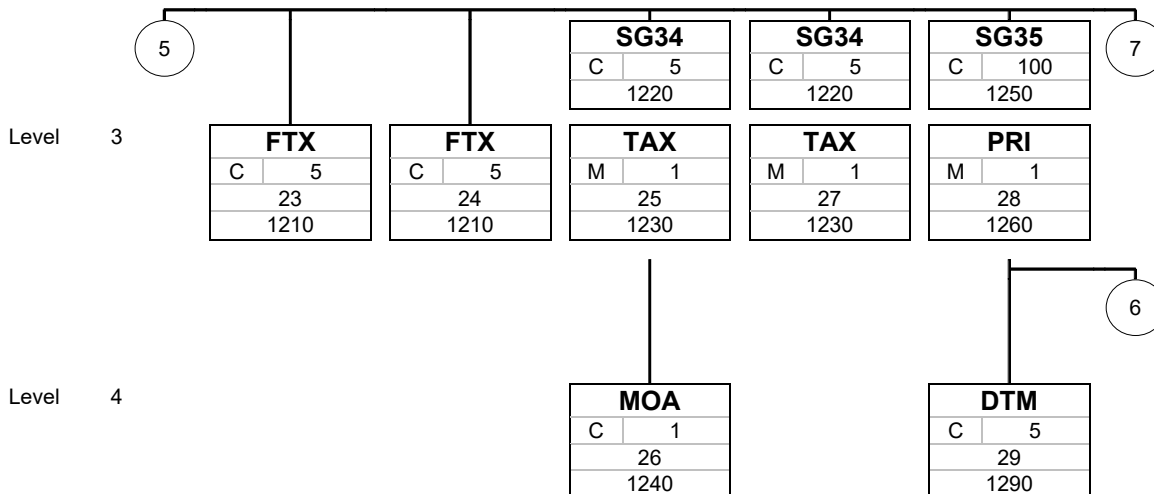 5
SG34
SG34
SG35
7
C 5
C 5
C 100
1220
1220
1250
Level 3
FTX
FTX
TAX
TAX
PRI
C 5
C 5
M 1
M 1
M 1
23
24
25
27
28
1210
1210
1230
1230
1260
6
Level 4
MOA
DTM
C 1
C 5
26
29
1240
1290